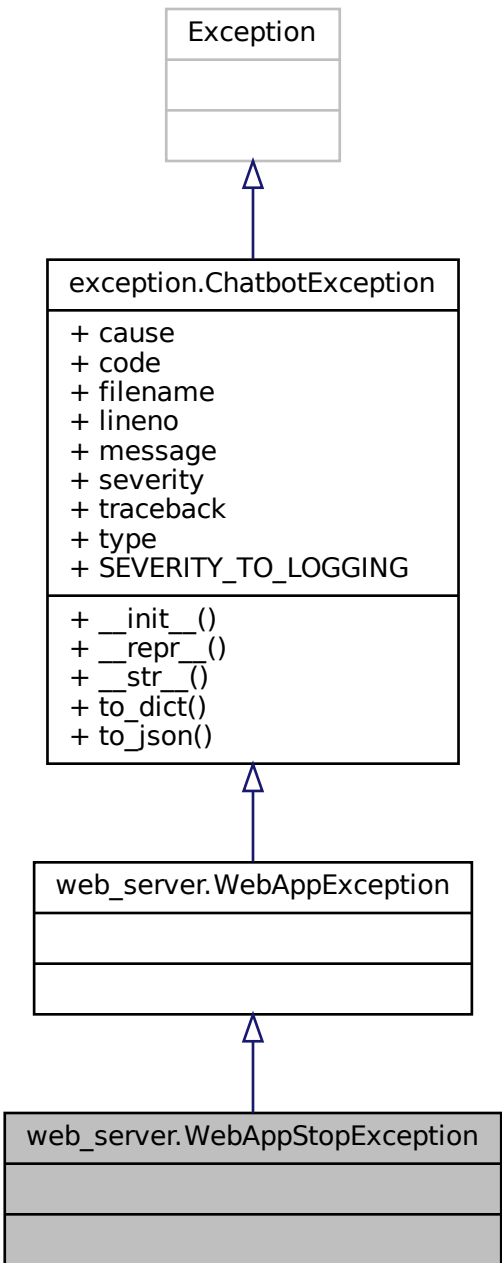 Exception
exception.ChatbotException
+ cause
+ code
+ filename
+ lineno
+ message
+ severity
+ traceback
+ type
+ SEVERITY_TO_LOGGING
+ __init__()
+ __repr__()
+ __str__()
+ to_dict()
+ to_json()
web_server.WebAppException
web_server.WebAppStopException